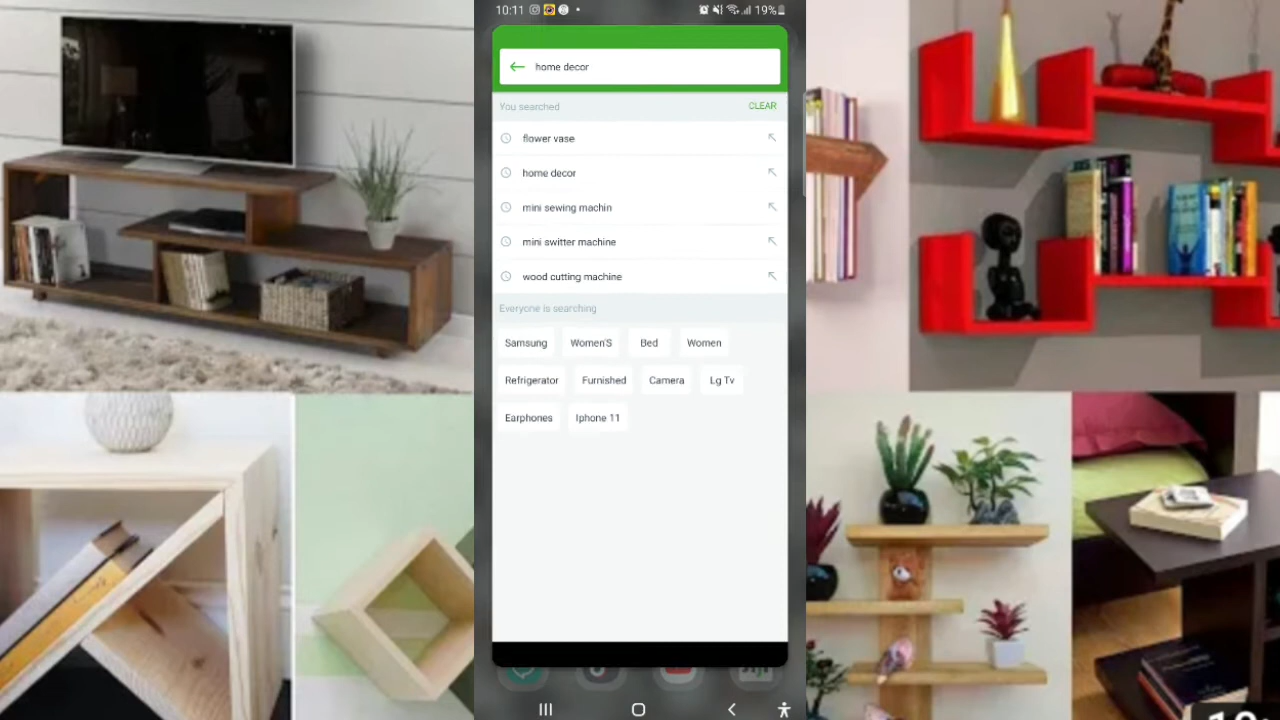 10:11
19%
home decor
You searched
CLEAR
flower vase
home decor
mini sewing machin
mini switter machine
wood cutting machine
Everyone is searching
Samsung
Women'S
Bed
Women
Refrigerator
Furnished
Camera
Lg Tv
Earphones
Iphone 11